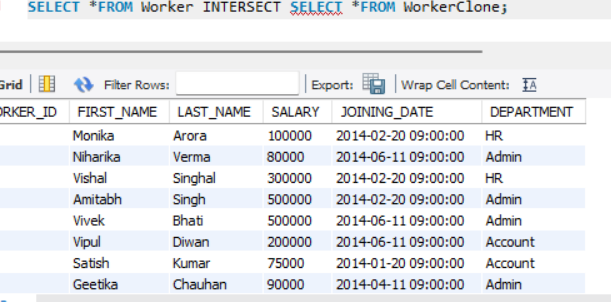 SELECT *FROM Worker INTERSECT SELECT *FROM WorkerClone;
Grid Filter Rows: Export: Wrap Cell Content: IA
ORKER_ID FIRST_NAME LAST_NAME SALARY JOINING_DATE DEPARTMENT
Monika Arora 100000 2014-02-20 09:00:00 HR
Niharika Verma 80000 2014-06-11 09:00:00 Admin
Vishal Singhal 300000 2014-02-20 09:00:00 HR
Amitabh Singh 500000 2014-02-20 09:00:00 Admin
Vivek Bhati 500000 2014-06-11 09:00:00 Admin
Vipul Diwan 200000 2014-06-11 09:00:00 Account
Satish Kumar 75000 2014-01-20 09:00:00 Account
Geetika Chauhan 90000 2014-04-11 09:00:00 Admin